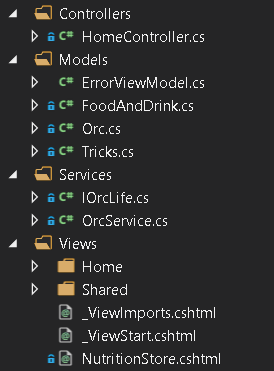 Controllers
C# HomeController.cs
Models
C# ErrorViewModel.cs
C# FoodAndDrink.cs
C# Orc.cs
C# Tricks.cs
Services
C# IOrcLife.cs
C# OrcService.cs
Views
Home
Shared
_ViewImports.cshtml
_ViewStart.cshtml
NutritionStore.cshtml